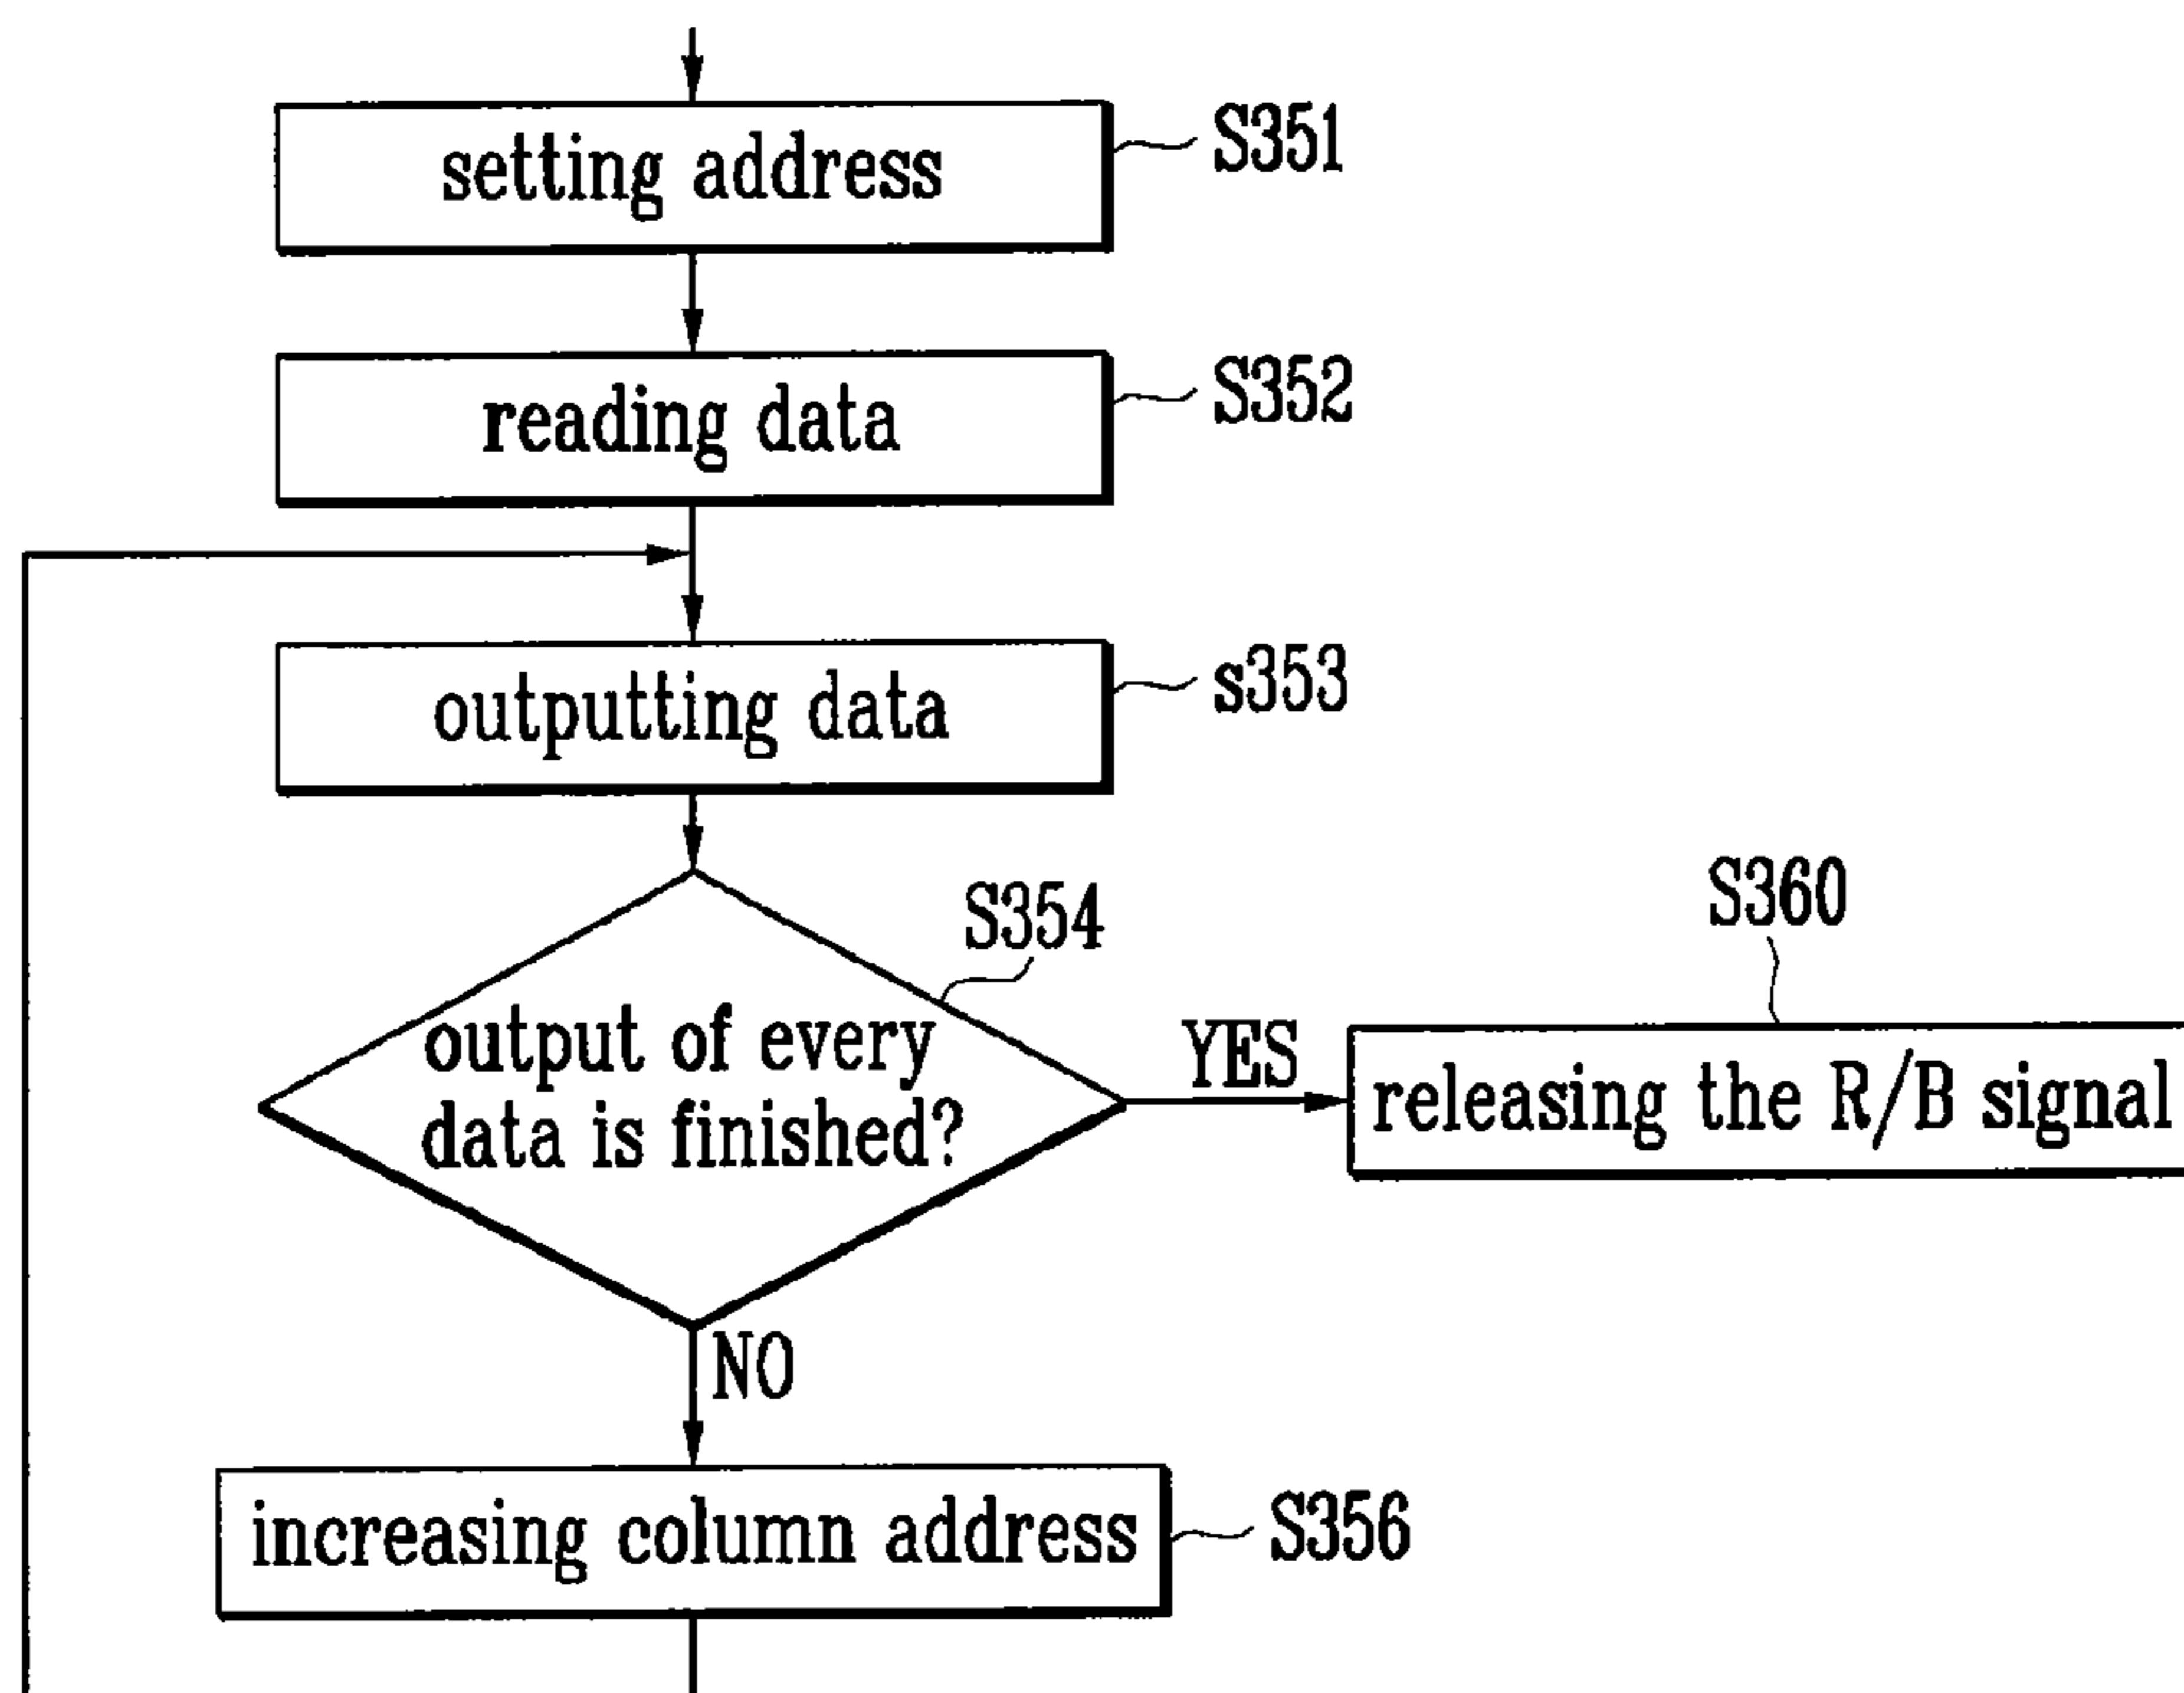 setting address
S351
reading data
S352
outputting data
s353
S354
output of every
data is finished?
YES
S360
releasing the R/B signal
NO
increasing column address
S356